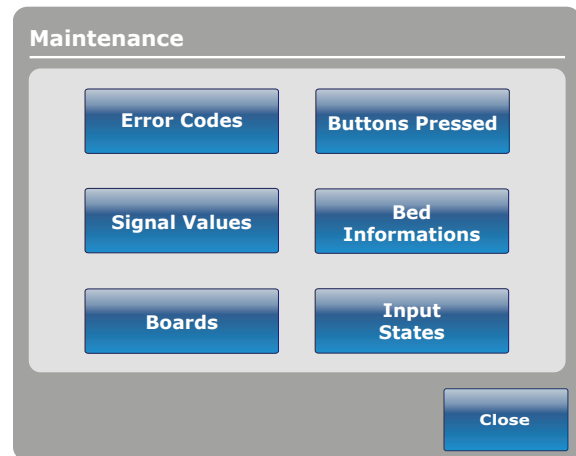 Maintenance
Error Codes
Buttons Pressed
Signal Values
Bed
Informations
Boards
Input
States
Close